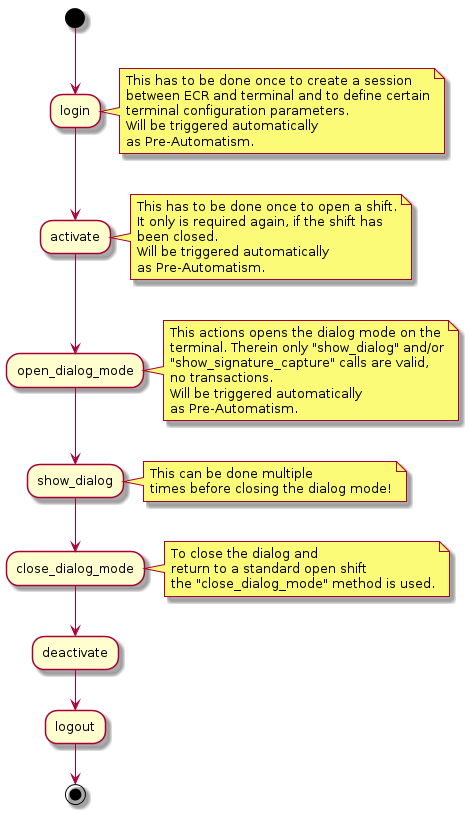 login
This has to be done once to create a session
between ECR and terminal and to define certain
terminal configuration parameters.
Will be triggered automatically
as Pre-Automatism.
activate
This has to be done once to open a shift.
It only is required again, if the shift has
been closed.
Will be triggered automatically
as Pre-Automatism.
open_dialog_mode
This actions opens the dialog mode on the
terminal. Therein only "show_dialog" and/or
"show_signature_capture" calls are valid,
no transactions.
Will be triggered automatically
as Pre-Automatism.
show_dialog
This can be done multiple
times before closing the dialog mode!
close_dialog_mode
To close the dialog and
return to a standard open shift
the "close_dialog_mode" method is used.
deactivate
logout